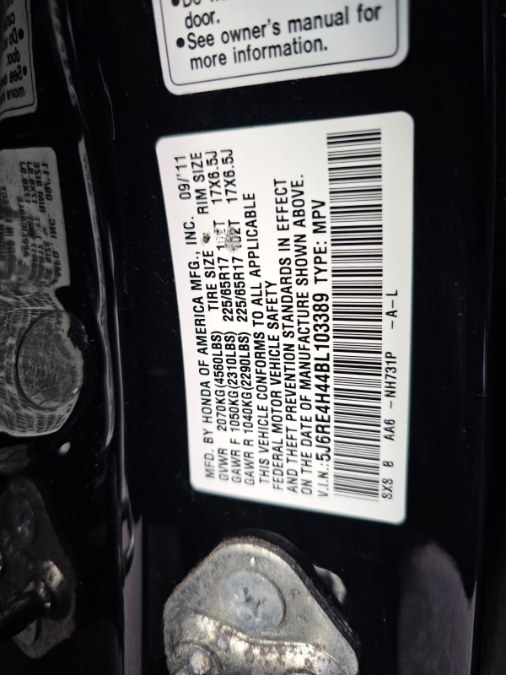 door.
•See owner's manual for
more information.
MFD. BY HONDA OF AMERICA MFG., INC. 09/'11
GVWR 2070KG(4560LBS) TIRE SIZE RIM SIZE
GAWR F 1050KG(2310LBS) 225/65R17 T 17X6.5J
GAWR R 1040KG(2290LBS) 225/65R17 102T 17X6.5J
THIS VEHICLE CONFORMS TO ALL APPLICABLE
FEDERAL MOTOR VEHICLE SAFETY
AND THEFT PREVENTION STANDARDS IN EFFECT
ON THE DATE OF MANUFACTURE SHOWN ABOVE.
V.I.N.:5J6RE4H44BL103389 TYPE: MPV
SXS B AA6 -NH731P -A-L